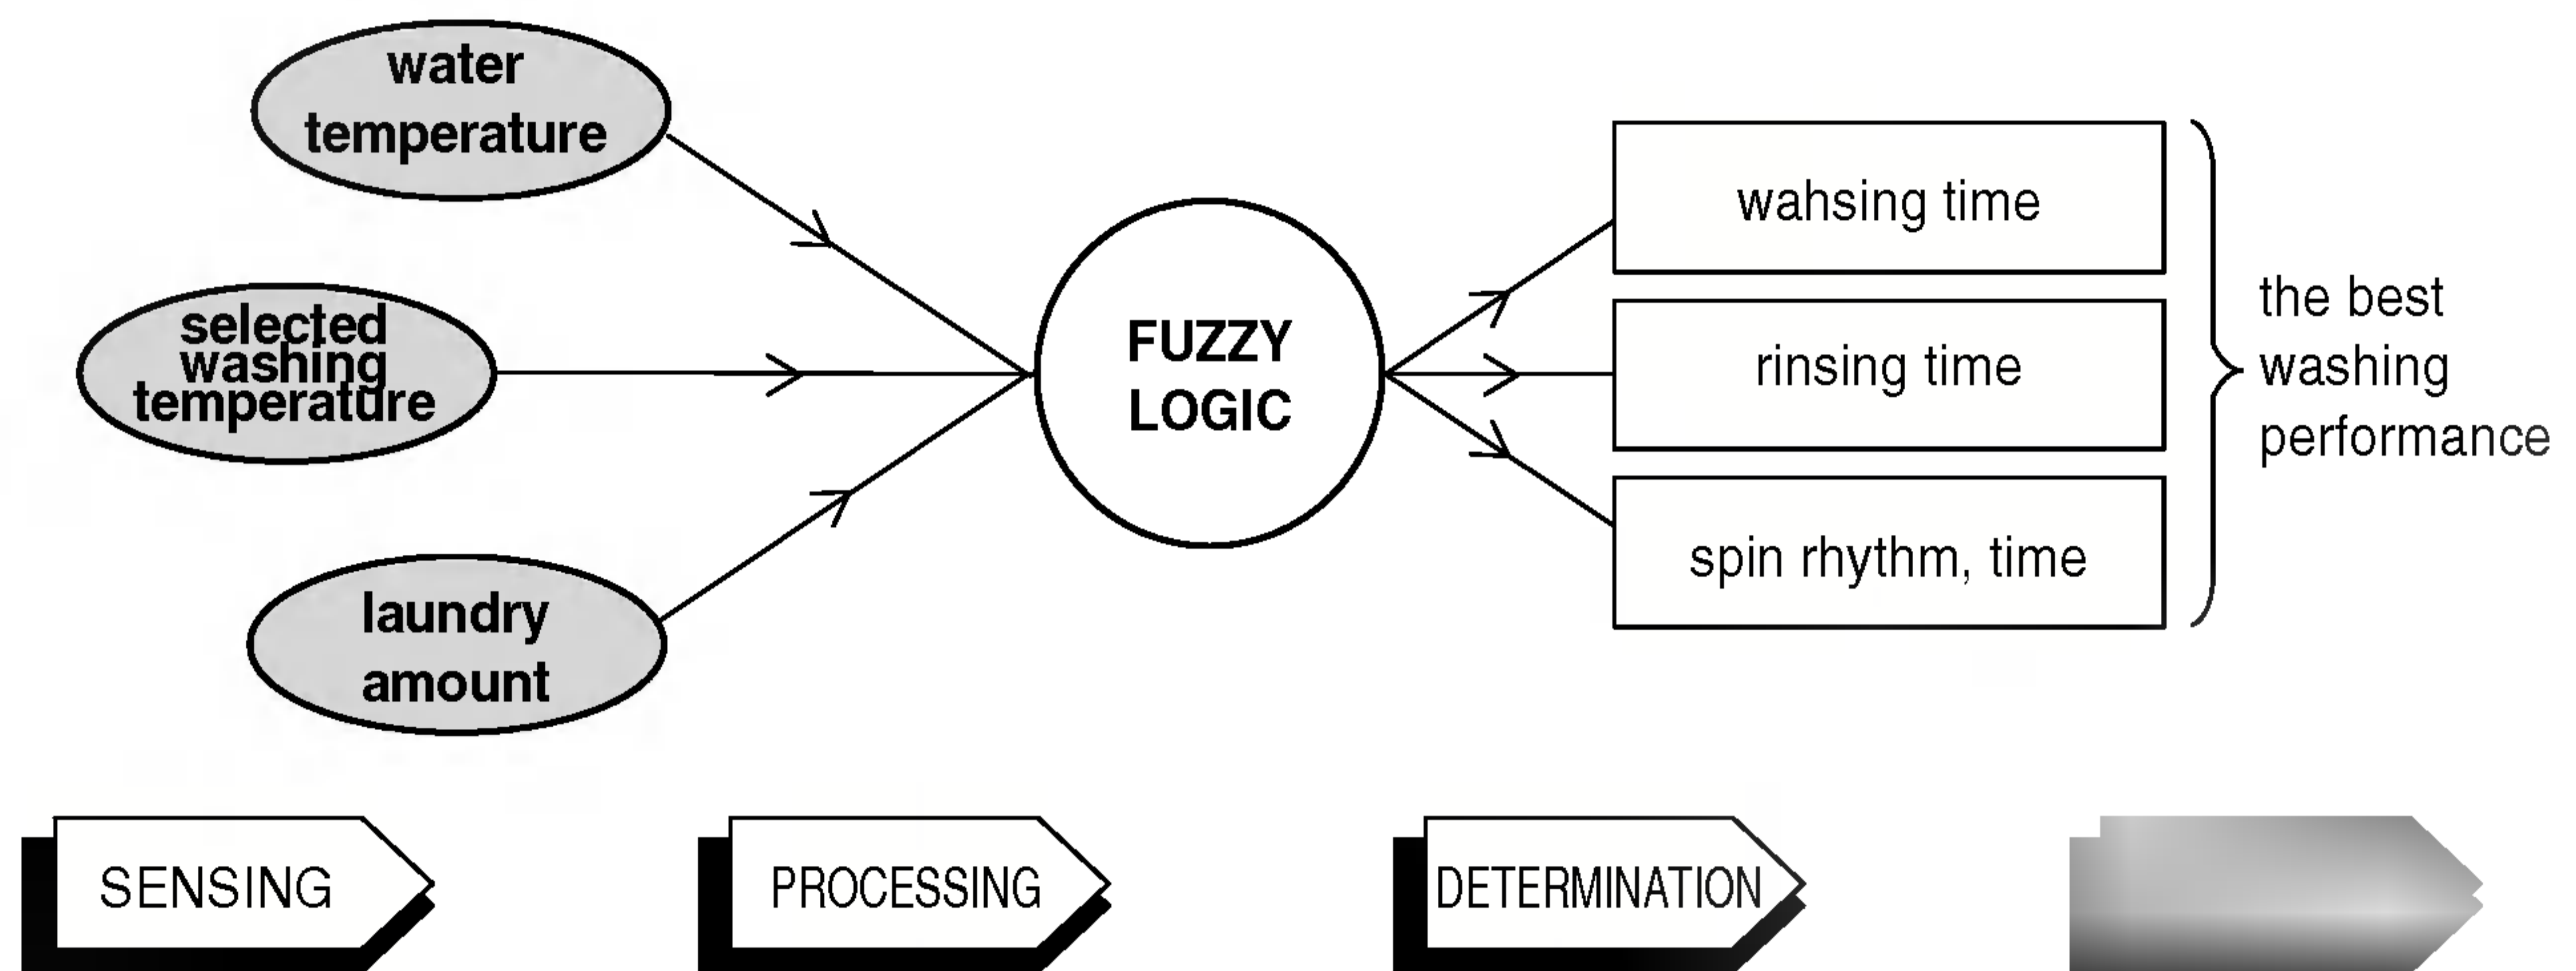 water
temperature
selected
washing
temperature
laundry
amount
FUZZY
LOGIC
wahsing time
rinsing time
spin rhythm, time
the best
washing
performance
SENSING
PROCESSING
DETERMINATION